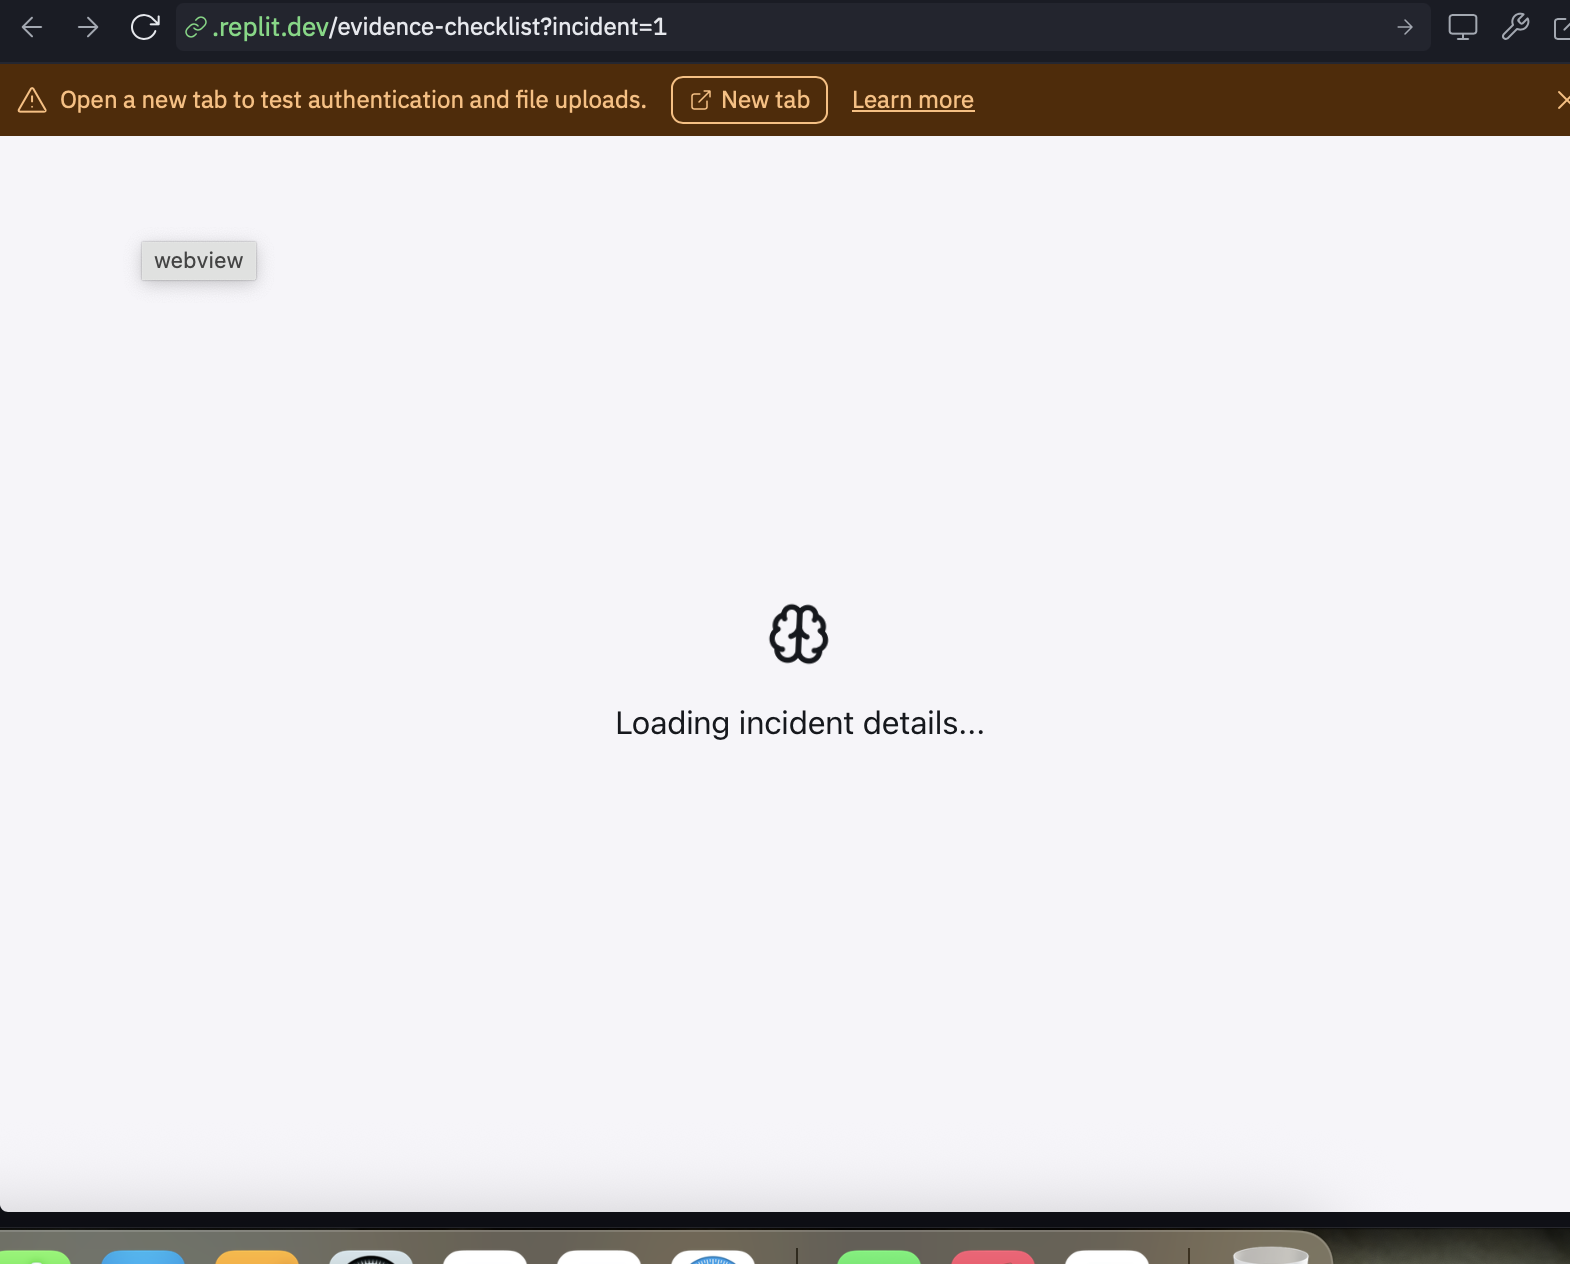 .replit.dev/evidence-checklist?incident=1
Open a new tab to test authentication and file uploads. New tab Learn more
webview
Loading incident details...